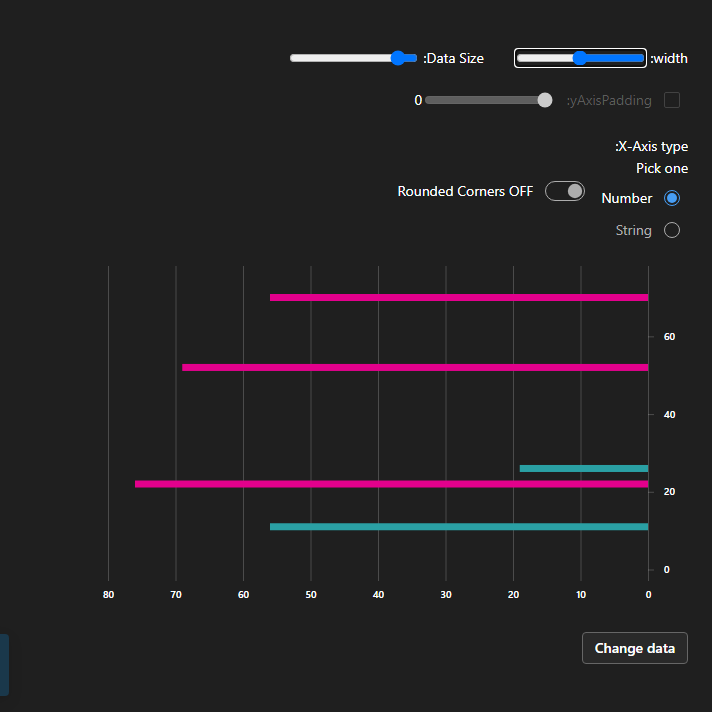 :width
:Data Size
:yAxisPadding
0
:X-Axis type
Pick one
Number
Rounded Corners OFF
String
60
40
20
0
80 70 60 50 40 30 20 10 0
Change data